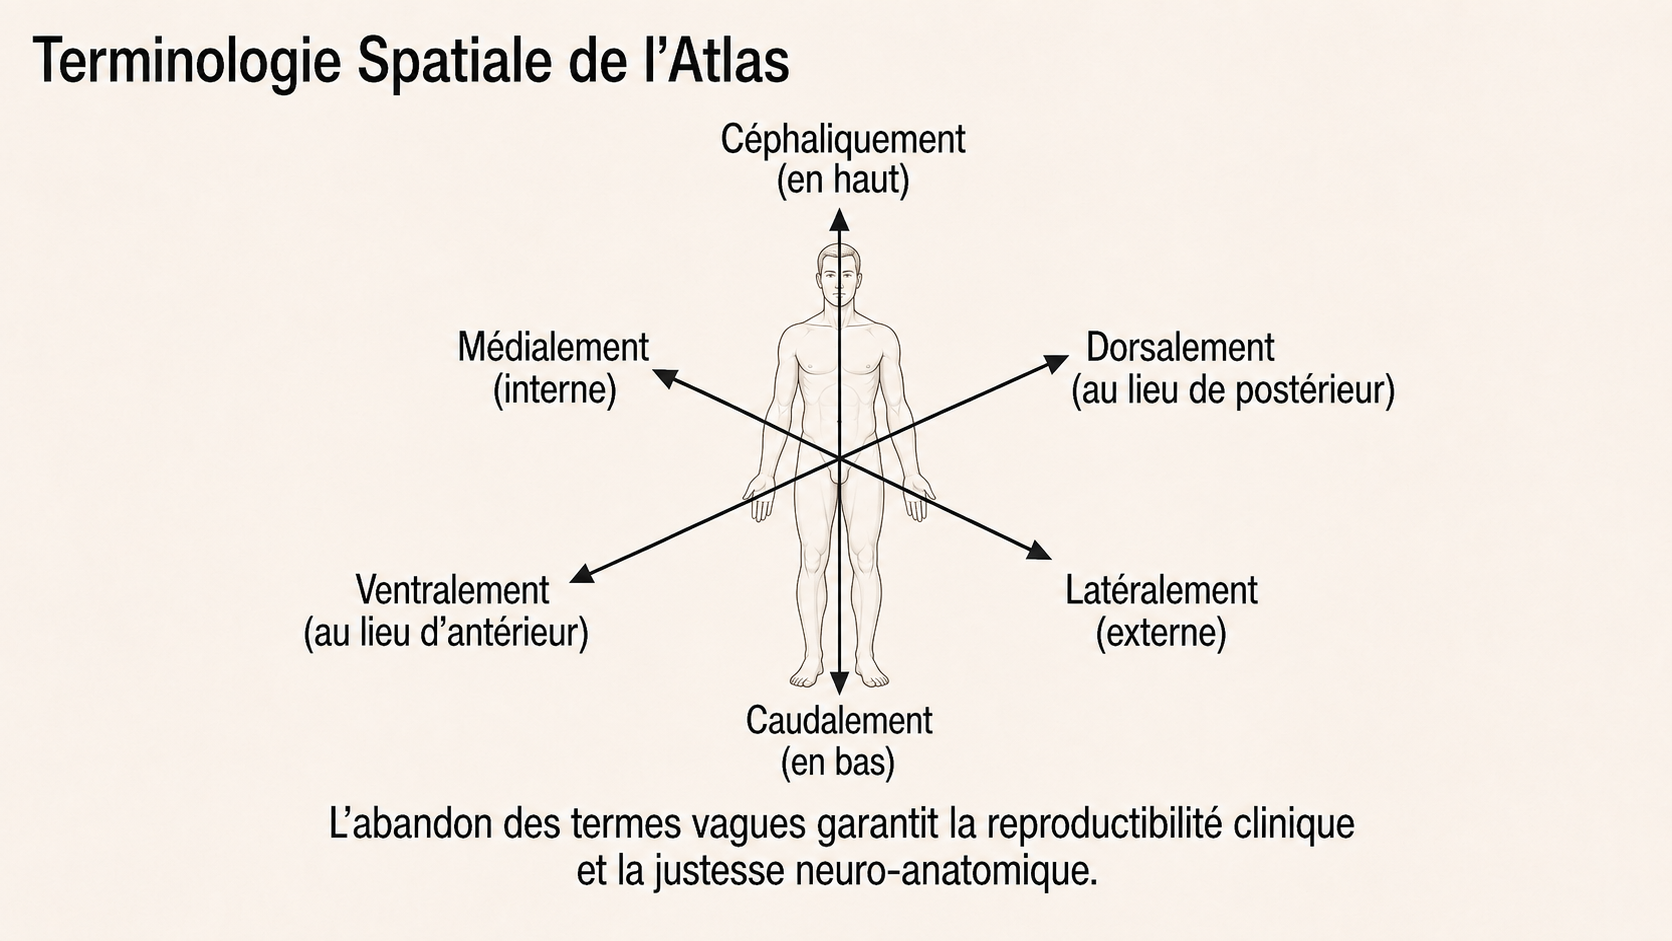 Terminologie Spatiale de l’Atlas
Céphaliquement
(en haut)
Médialement
(interne)
Dorsalement
(au lieu de postérieur)
Ventralement
(au lieu d’antérieur)
Latéralement
(externe)
Caudalement
(en bas)
L’abandon des termes vagues garantit la reproductibilité clinique
et la justesse neuro-anatomique.